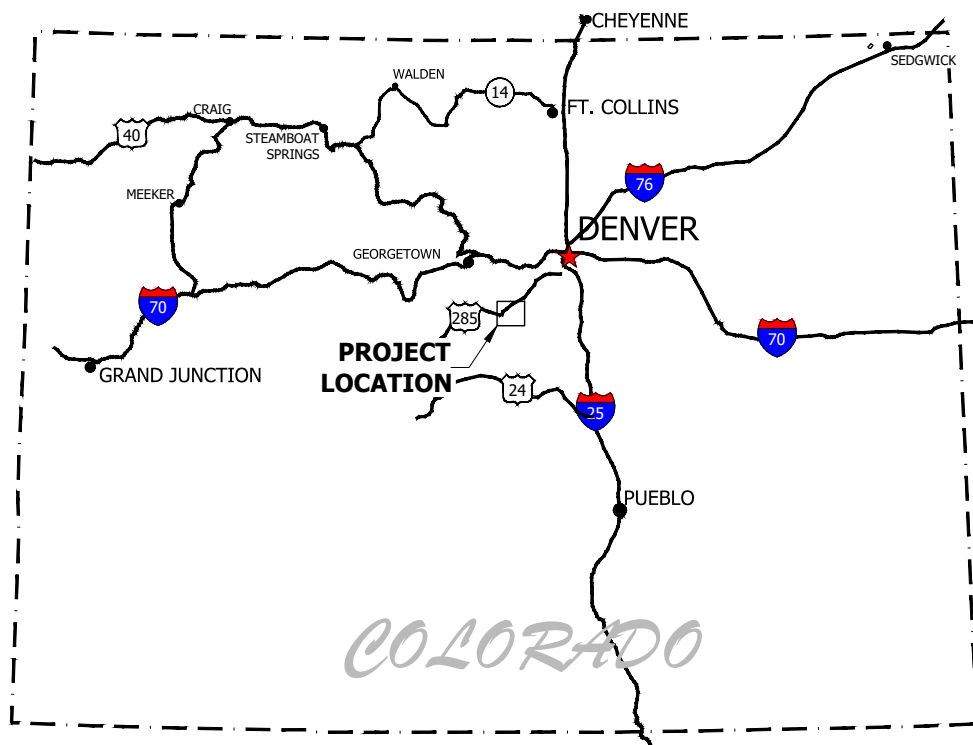 CHEYENNE
SEDGWICK
WALDEN
14
FT. COLLINS
CRAIG
40
STEAMBOAT
SPRINGS
76
MEEKER
DENVER
GEORGETOWN
70
285
70
PROJECT
LOCATION
GRAND JUNCTION
24
25
PUEBLO
COLORADO